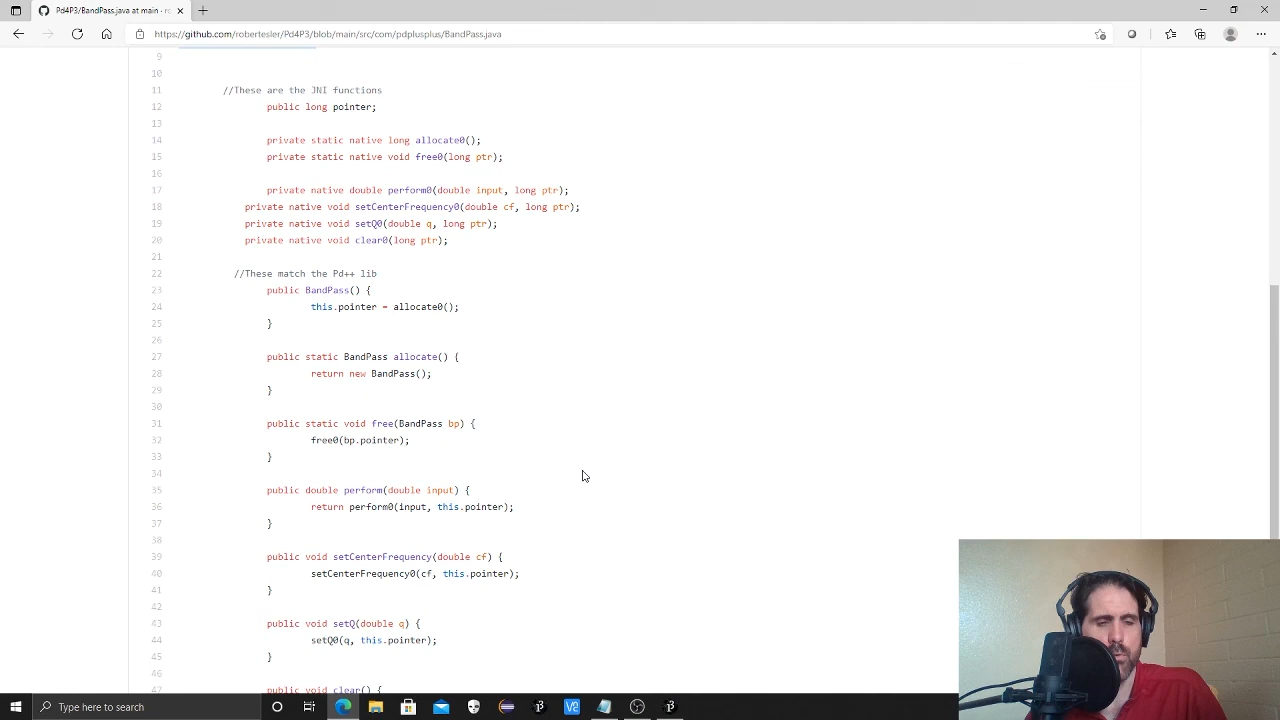 Pd4P3/BandPass.java at main · rc
https://github.com/robertesler/Pd4P3/blob/main/src/com/pdplusplus/BandPass.java
9
10
11 //These are the JNI functions
12 public long pointer;
13
14 private static native long allocate0();
15 private static native void free0(long ptr);
16
17 private native double perform0(double input, long ptr);
18 private native void setCenterFrequency0(double cf, long ptr);
19 private native void setQ0(double q, long ptr);
20 private native void clear0(long ptr);
21
22 //These match the Pd++ lib
23 public BandPass() {
24 this.pointer = allocate0();
25 }
26
27 public static BandPass allocate() {
28 return new BandPass();
29 }
30
31 public static void free(BandPass bp) {
32 free0(bp.pointer);
33 }
34
35 public double perform(double input) {
36 return perform0(input, this.pointer);
37 }
38
39 public void setCenterFrequency(double cf) {
40 setCenterFrequency0(cf, this.pointer);
41 }
42
43 public void setQ(double q) {
44 setQ0(q, this.pointer);
45 }
46
47 public void clear() {
Type here to search